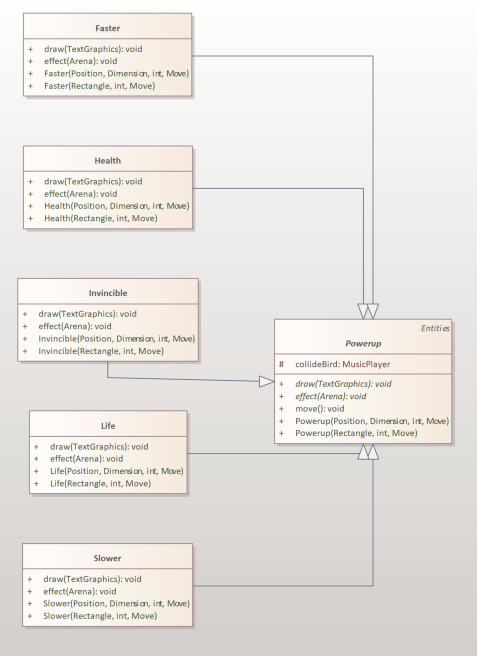 Faster
+ draw(TextGraphics): void
+ effect(Arena): void
+ Faster(Position, Dimension, int, Move)
+ Faster(Rectangle, int, Move)
Health
+ draw(TextGraphics): void
+ effect(Arena): void
+ Health(Position, Dimension, int, Move)
+ Health(Rectangle, int, Move)
Invincible
+ draw(TextGraphics): void
+ effect(Arena): void
+ Invincible(Position, Dimension, int, Move)
+ Invincible(Rectangle, int, Move)
Entities
Powerup
# collideBird: MusicPlayer
+ draw(TextGraphics): void
+ effect(Arena): void
+ move(): void
+ Powerup(Position, Dimension, int, Move)
+ Powerup(Rectangle, int, Move)
Life
+ draw(TextGraphics): void
+ effect(Arena): void
+ Life(Position, Dimension, int, Move)
+ Life(Rectangle, int, Move)
Slower
+ draw(TextGraphics): void
+ effect(Arena): void
+ Slower(Position, Dimension, int, Move)
+ Slower(Rectangle, int, Move)